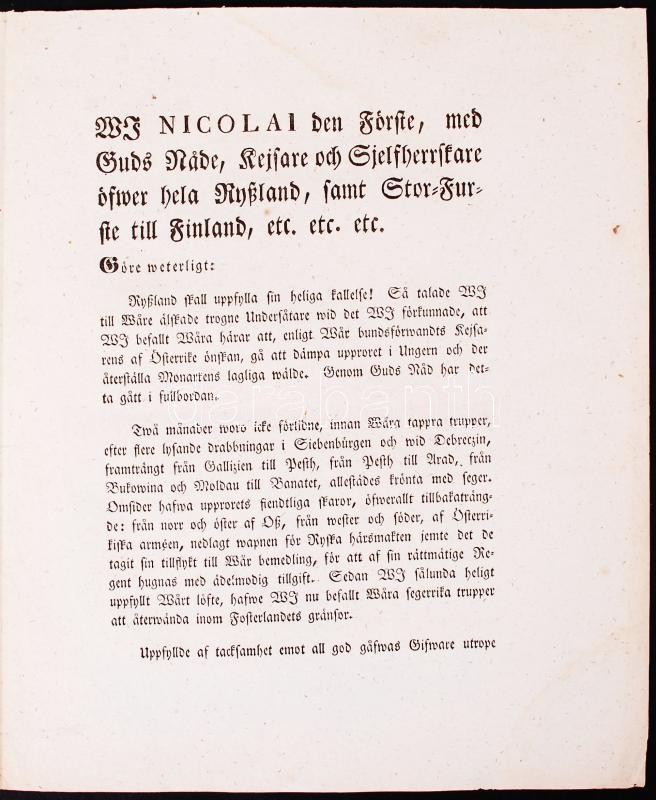 WJ NICOLAI den Förste, med
Guds Nåde, Kejsare och Sjelfherrskare
öfwer hela Ryßland, samt Stor-Fur-
ste till Finland, etc. etc. etc.
Göre weterligt:
Ryßland skall uppfylla sin heliga kallelse! Så talade WJ
till Wåre älskade trogne Undersåtare wid det WJ förkunnade, att
WJ befallt Wåra härar att, enligt Wår bundsförwandts Kejsa-
rens af Österrike önskan, gå att dämpa upproret i Ungern och der
återställa Monarkens lagliga wälde. Genom Guds Nåd har det-
ta gått i fullbordan.
Twå månader woro icke förlidne, innan Wåra tappra trupper,
efter flere lysande drabbningar i Siebenbürgen och wid Debreczin,
framträngt från Gallizien till Pesth, från Pesth till Arad, från
Bukowina och Moldau till Banatet, allestädes krönta med seger.
Omsider hafwa upprorets fiendtliga skaror, öfwerallt tillbakaträng-
de: från norr och öster af Oß, från wester och söder, af Österri-
kiska arméen, nedlagt wapnen för Ryska härsmakten jemte det de
tagit sin tillflykt till Wår bemedling, för att af sin rättmätige Re-
gent hugnas med ädelmodig tillgift. Sedan WJ sålunda heligt
uppfyllt Wårt löfte, hafwe WJ nu befallt Wåra segerrika trupper
att återwända inom Fosterlandets gränsor.
Uppfyllde af tacksamhet emot all god gåfwas Gifware utrope
darabanth